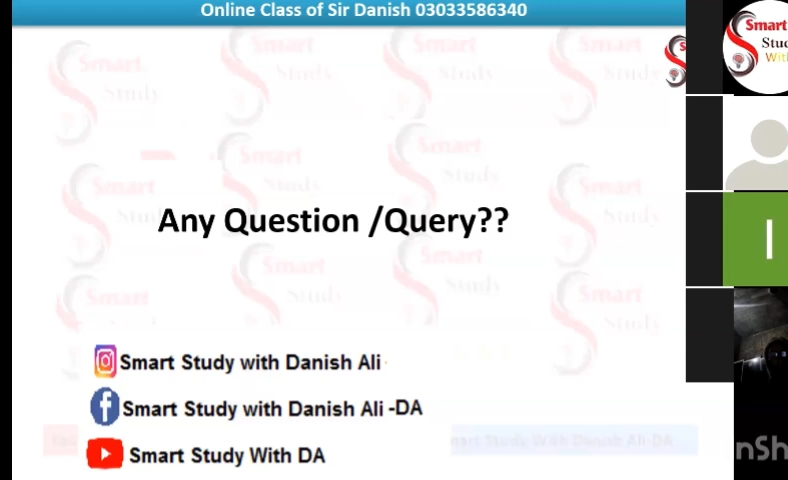 Online Class of Sir Danish 03033586340
Any Question /Query??
Smart Study with Danish Ali
Smart Study with Danish Ali -DA
Smart Study With DA
Smart
I